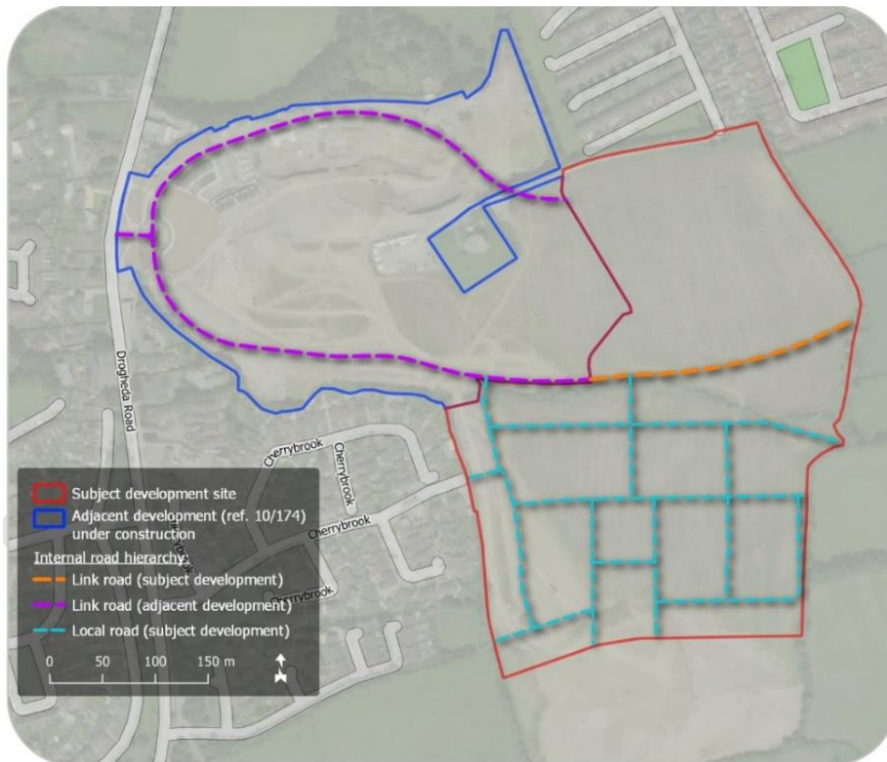 Drogheda Road
Cherrybrook
Cherrybrook
Cherrybrook
Cherrybrook
Cherrybrook
Subject development site
Adjacent development (ref. 10/174)
under construction
Internal road hierarchy
Link road (subject development)
Link road (adjacent development)
Local road (subject development)
0 50 100 150 m